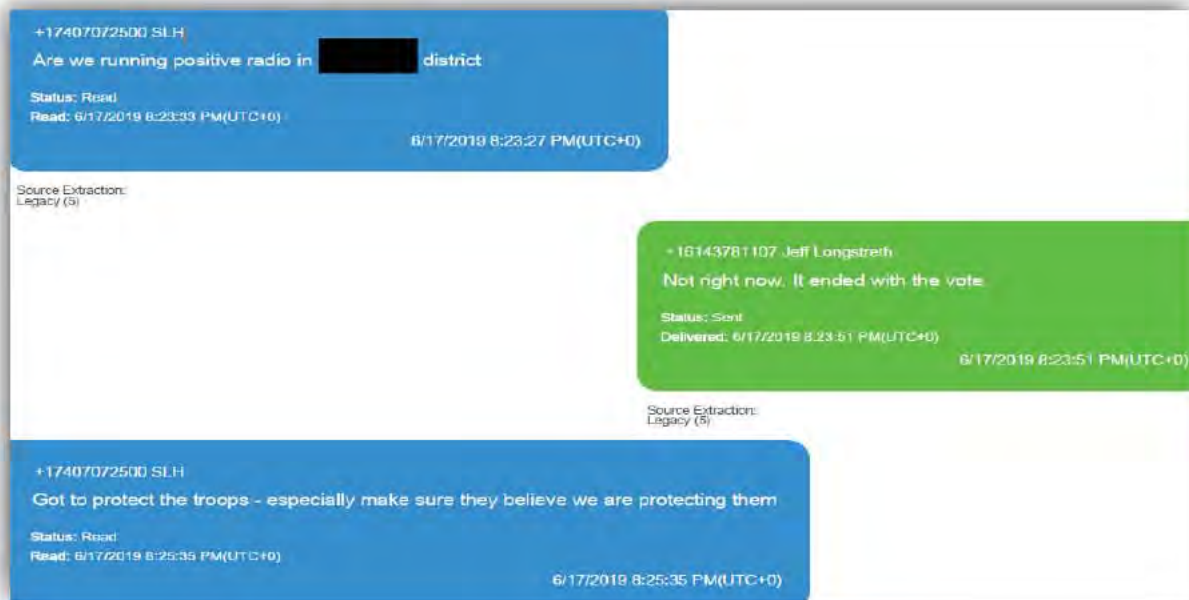 +17407072500 SLH
Are we running positive radio in district
Status: Read
Read: 6/17/2019 8:23:33 PM(UTC+0)
6/17/2019 8:23:27 PM(UTC+0)
Source Extraction:
Legacy (5)
+16143781107 Jeff Longstreth
Not right now. It ended with the vote
Status: Sent
Delivered: 6/17/2019 8:23:51 PM(UTC+0)
6/17/2019 8:23:51 PM(UTC+0)
Source Extraction:
Legacy (5)
+17407072500 SLH
Got to protect the troops - especially make sure they believe we are protecting them
Status: Read
Read: 6/17/2019 8:25:35 PM(UTC+0)
6/17/2019 8:25:35 PM(UTC+0)